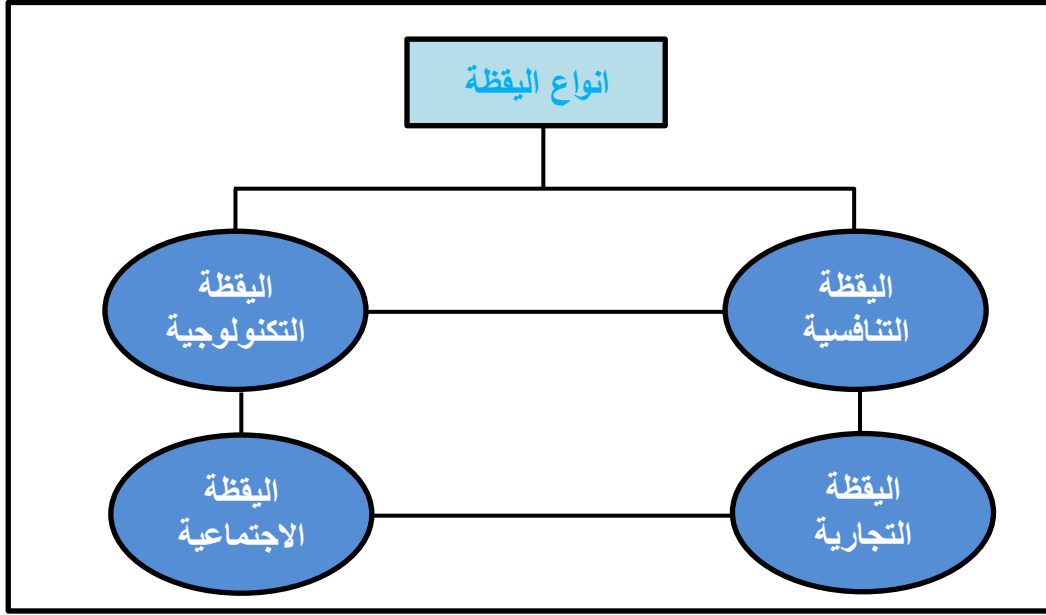 انواع اليقظة
اليقظة
التنافسية
اليقظة
التكنولوجية
اليقظة
التجارية
اليقظة
الاجتماعية